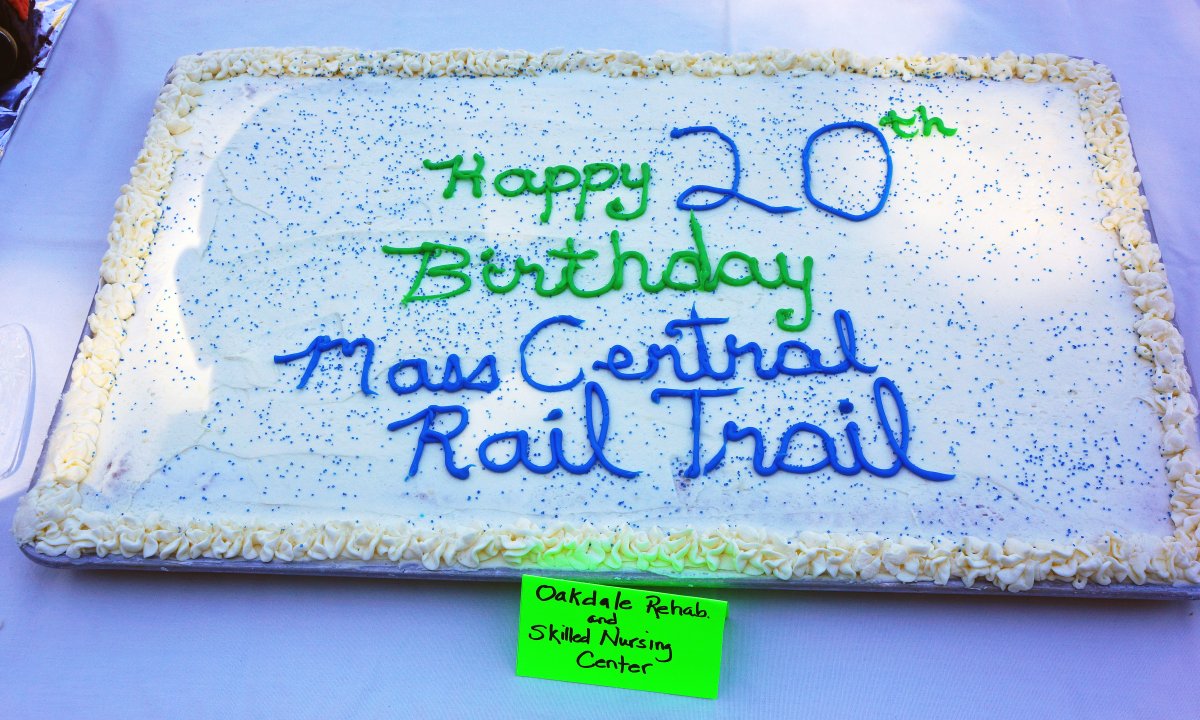 Happy 20th
Birthday
Mass Central
Rail Trail
Oakdale Rehab.
and
Skilled Nursing
Center